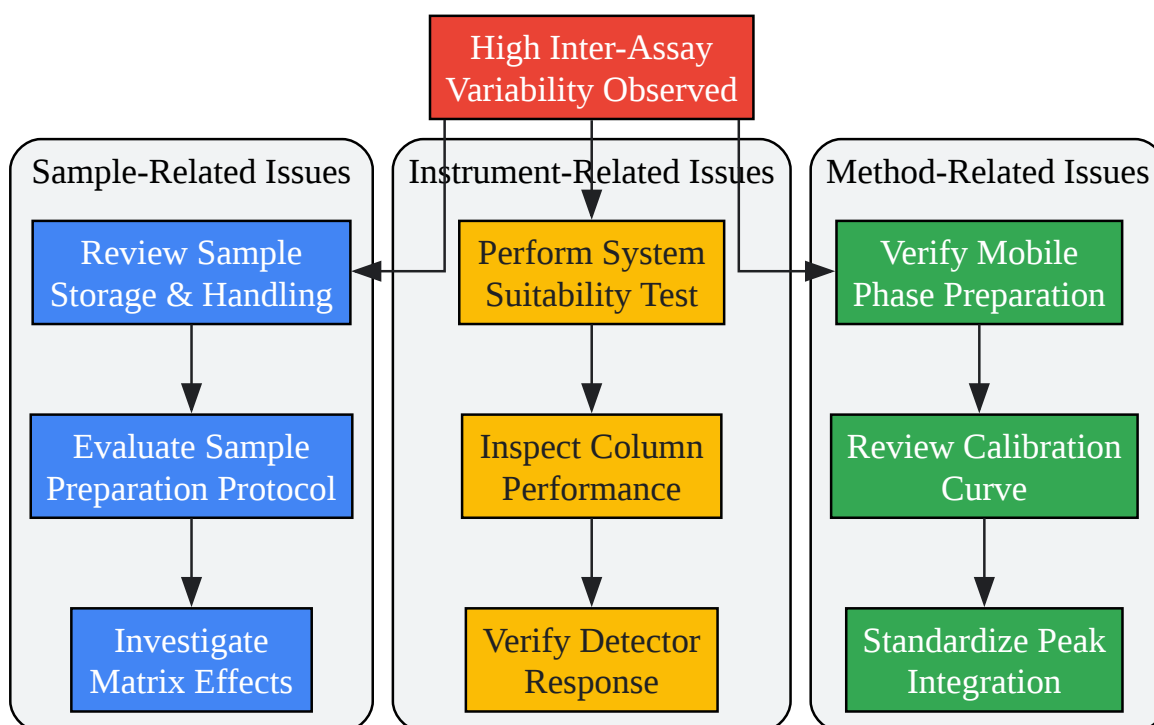 High Inter-Assay
Variability Observed
Sample-Related Issues
Review Sample
Storage & Handling
Evaluate Sample
Preparation Protocol
Investigate
Matrix Effects
Instrument-Related Issues
Perform System
Suitability Test
Inspect Column
Performance
Verify Detector
Response
Method-Related Issues
Verify Mobile
Phase Preparation
Review Calibration
Curve
Standardize Peak
Integration